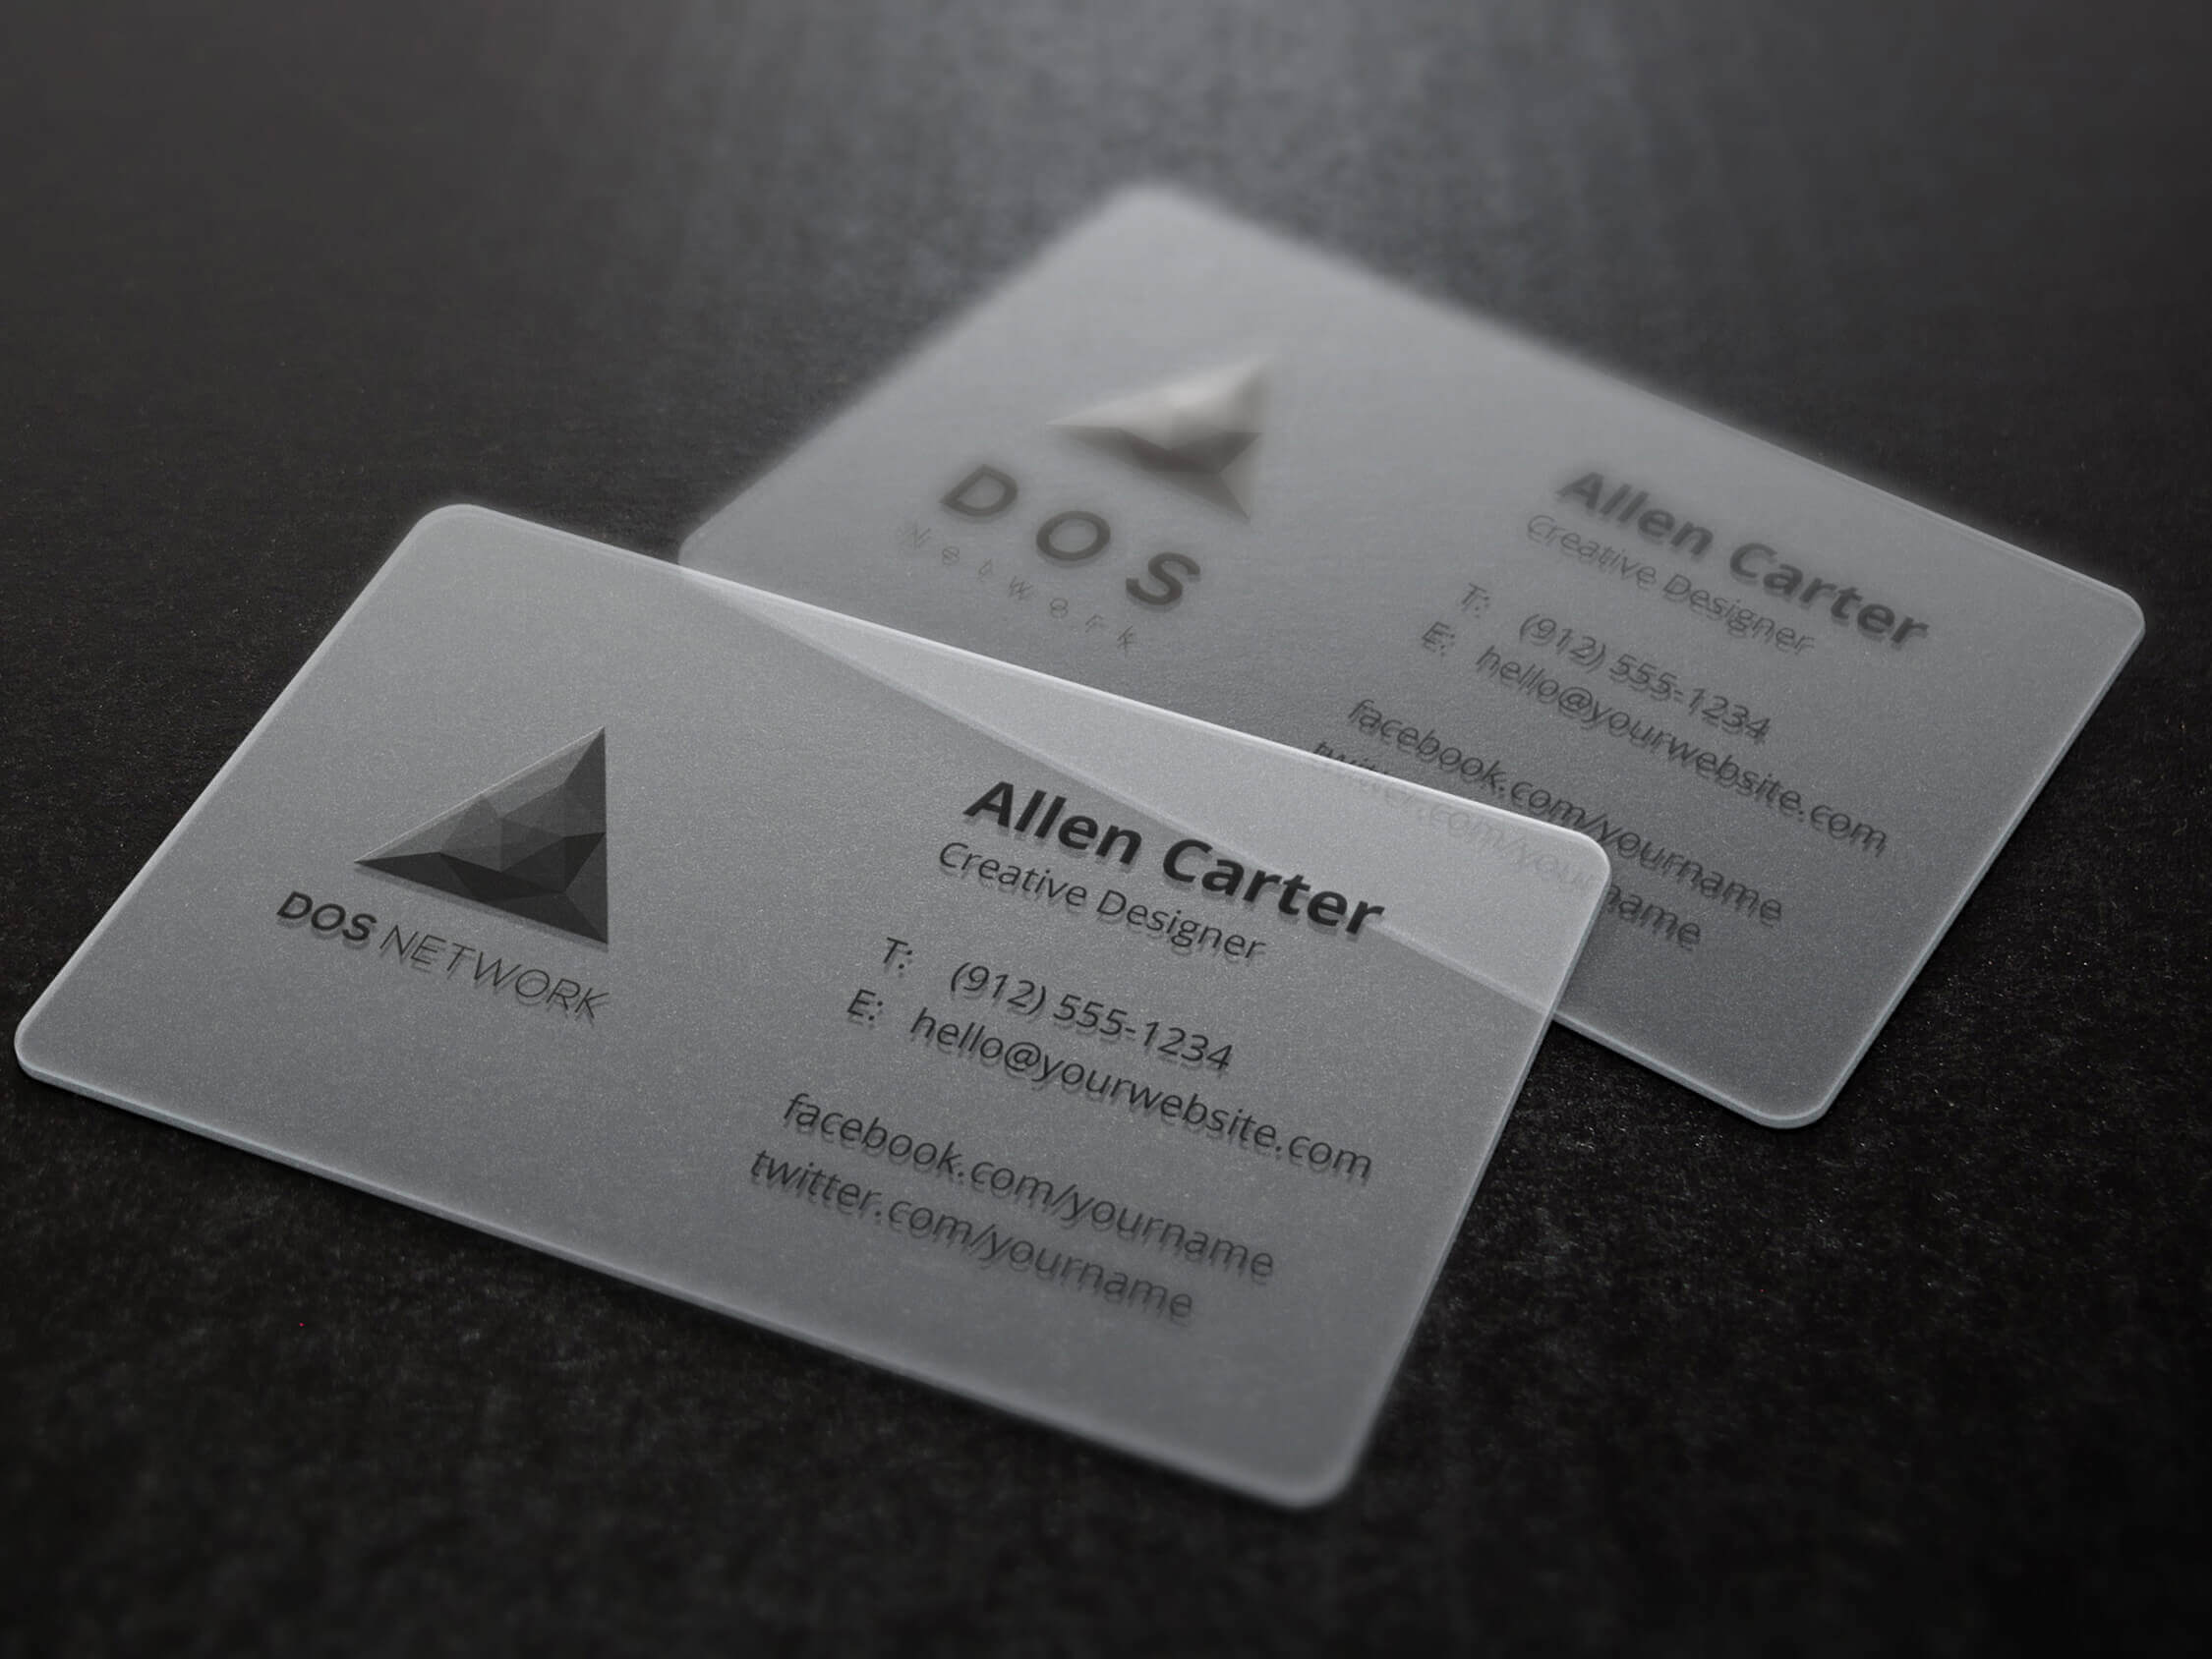 DOS
Network
Allen Carter
Creative Designer
T: (912) 555-1234
E: hello@yourwebsite.com
facebook.com/yourname
twitter.com/yourname
DOS NETWORK
Allen Carter
Creative Designer
T: (912) 555-1234
E: hello@yourwebsite.com
facebook.com/yourname
twitter.com/yourname